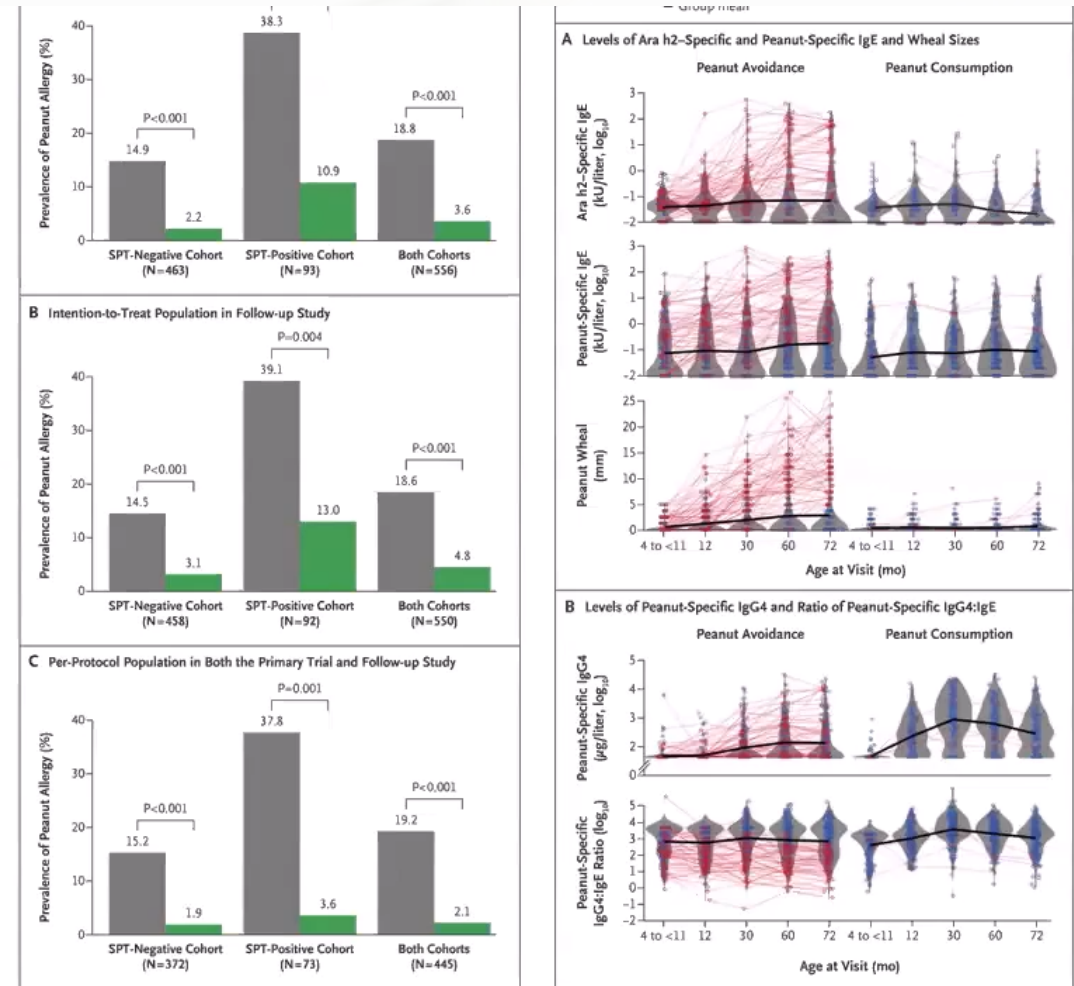 40
30
20
10
0
Prevalence of Peanut Allergy (%)
P<0.001
14.9
2.2
38.3
10.9
P<0.001
18.8
3.6
SPT-Negative Cohort
(N=463)
SPT-Positive Cohort
(N=93)
Both Cohorts
(N=556)
B Intention-to-Treat Population in Follow-up Study
40
30
20
10
0
Prevalence of Peanut Allergy (%)
P<0.001
14.5
3.1
P=0.004
39.1
13.0
P<0.001
18.6
4.8
SPT-Negative Cohort
(N=458)
SPT-Positive Cohort
(N=92)
Both Cohorts
(N=550)
C Per-Protocol Population in Both the Primary Trial and Follow-up Study
40
30
20
10
0
Prevalence of Peanut Allergy (%)
P<0.001
15.2
1.9
P=0.001
37.8
3.6
P<0.001
19.2
2.1
SPT-Negative Cohort
(N=372)
SPT-Positive Cohort
(N=73)
Both Cohorts
(N=445)
Group mean
A Levels of Ara h2–Specific and Peanut-Specific IgE and Wheal Sizes
Peanut Avoidance
Peanut Consumption
Ara h2–Specific IgE
(kU/liter, log10)
3
2
1
0
−1
−2
Peanut-Specific IgE
(kU/liter, log10)
3
2
1
0
−1
−2
Peanut Wheal
(mm)
25
20
15
10
5
0
4 to <11 12 30 60 72 4 to <11 12 30 60 72
Age at Visit (mo)
B Levels of Peanut-Specific IgG4 and Ratio of Peanut-Specific IgG4:IgE
Peanut Avoidance
Peanut Consumption
Peanut-Specific IgG4
(μg/liter, log10)
5
4
3
2
0
Peanut-Specific
IgG4:IgE Ratio (log10)
5
4
3
2
1
0
−1
−2
4 to <11 12 30 60 72 4 to <11 12 30 60 72
Age at Visit (mo)